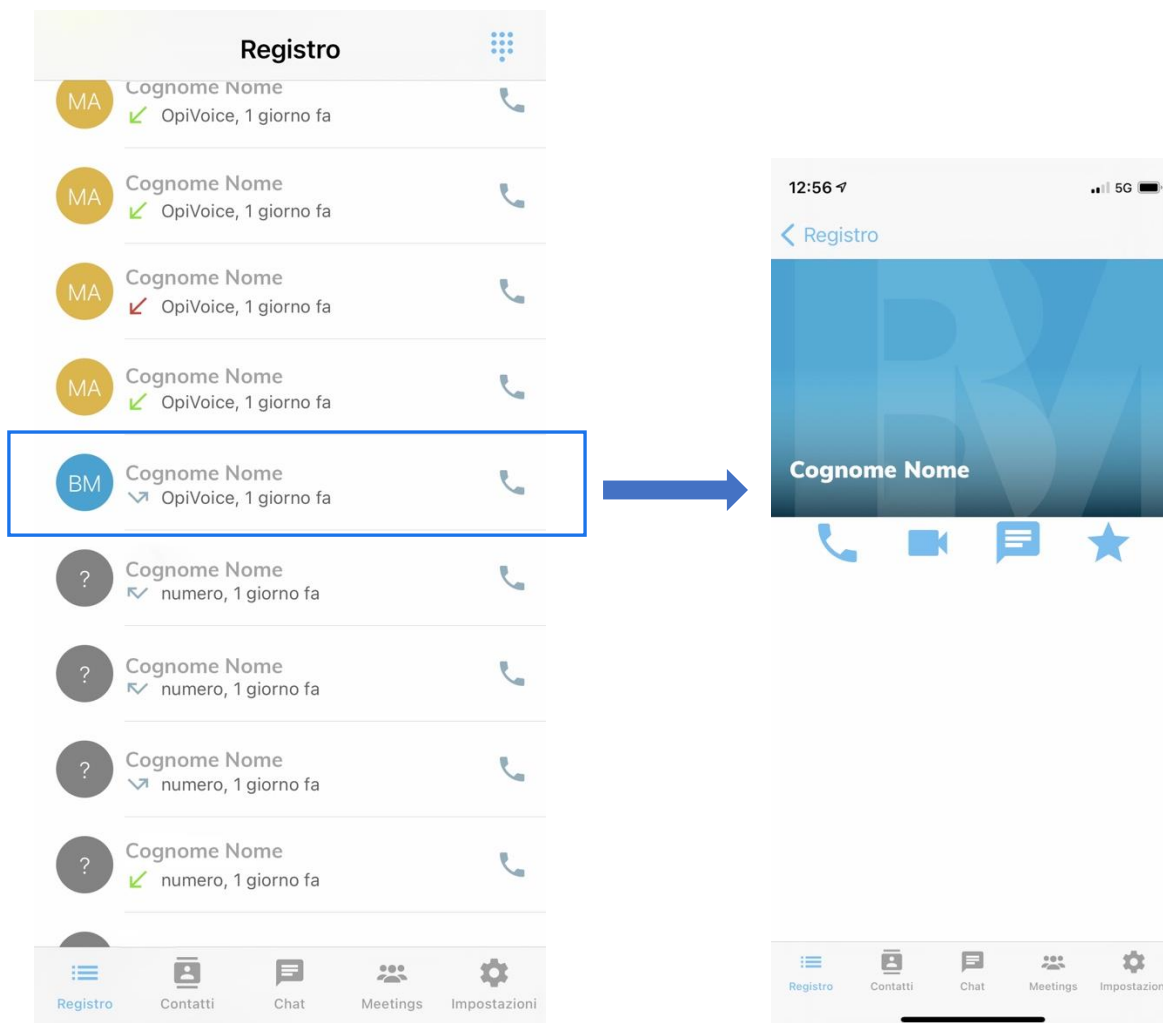 Registro
Cognome Nome
MA
OpiVoice, 1 giorno fa
Cognome Nome
MA
OpiVoice, 1 giorno fa
Cognome Nome
MA
OpiVoice, 1 giorno fa
Cognome Nome
MA
OpiVoice, 1 giorno fa
Cognome Nome
BM
OpiVoice, 1 giorno fa
Cognome Nome
?
numero, 1 giorno fa
Cognome Nome
?
numero, 1 giorno fa
Cognome Nome
?
numero, 1 giorno fa
Cognome Nome
?
numero, 1 giorno fa
Registro Contatti Chat Meetings Impostazioni
12:56 5G
Registro
BM
Cognome Nome
Registro Contatti Chat Meetings Impostazion